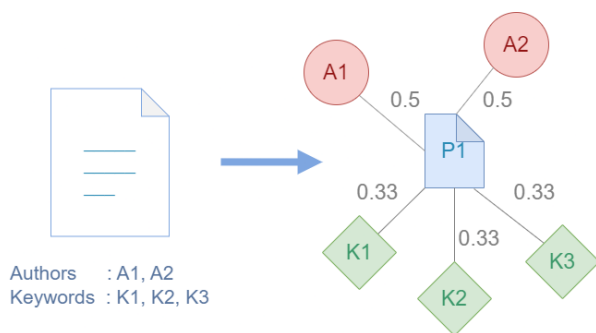 A1
A2
0.5
0.5
P1
0.33
0.33
0.33
K1
K2
K3
Authors : A1, A2
Keywords : K1, K2, K3